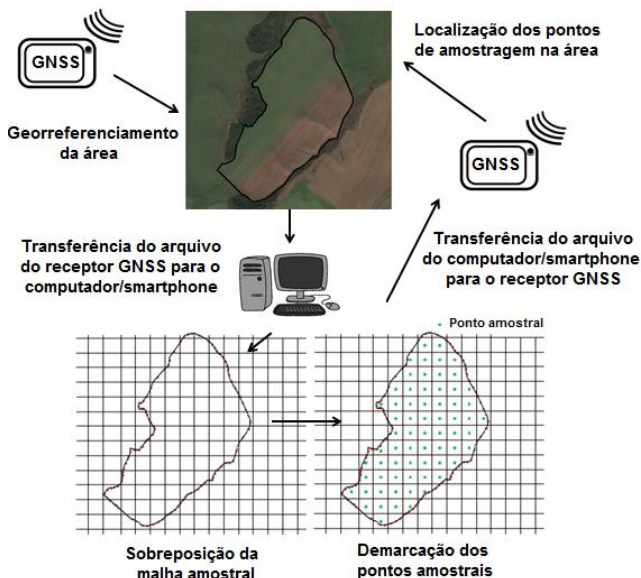 GNSS
Georreferenciamento
da área
Localização dos pontos
de amostragem na área
GNSS
Transferência do arquivo
do receptor GNSS para o
computador/smartphone
Transferência do arquivo
do computador/smartphone
para o receptor GNSS
Ponto amostral
Sobreposição da
malha amostral
Demarcação dos
pontos amostrais